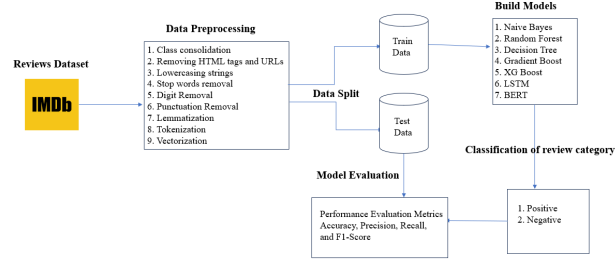 Reviews Dataset
IMDb
Data Preprocessing
1. Class consolidation
2. Removing HTML tags and URLs
3. Lowercasing strings
4. Stop words removal
5. Digit Removal
6. Punctuation Removal
7. Lemmatization
8. Tokenization
9. Vectorization
Data Split
Train
Data
Test
Data
Build Models
1. Naive Bayes
2. Random Forest
3. Decision Tree
4. Gradient Boost
5. XG Boost
6. LSTM
7. BERT
Classification of review category
1. Positive
2. Negative
Model Evaluation
Performance Evaluation Metrics
Accuracy, Precision, Recall,
and F1-Score